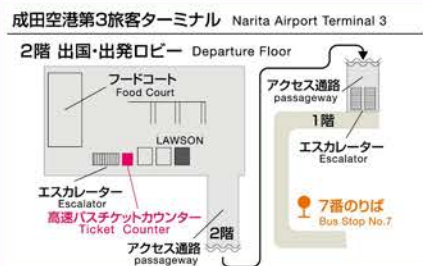 成田空港第3旅客ターミナル Narita Airport Terminal 3
2階 出国・出発ロビー Departure Floor
フードコート
Food Court
LAWSON
エスカレーター
Escalator
高速バスチケットカウンター
Ticket Counter
2階
アクセス通路
passageway
アクセス通路
passageway
1階
エスカレーター
Escalator
7番のりば
Bus Stop No.7